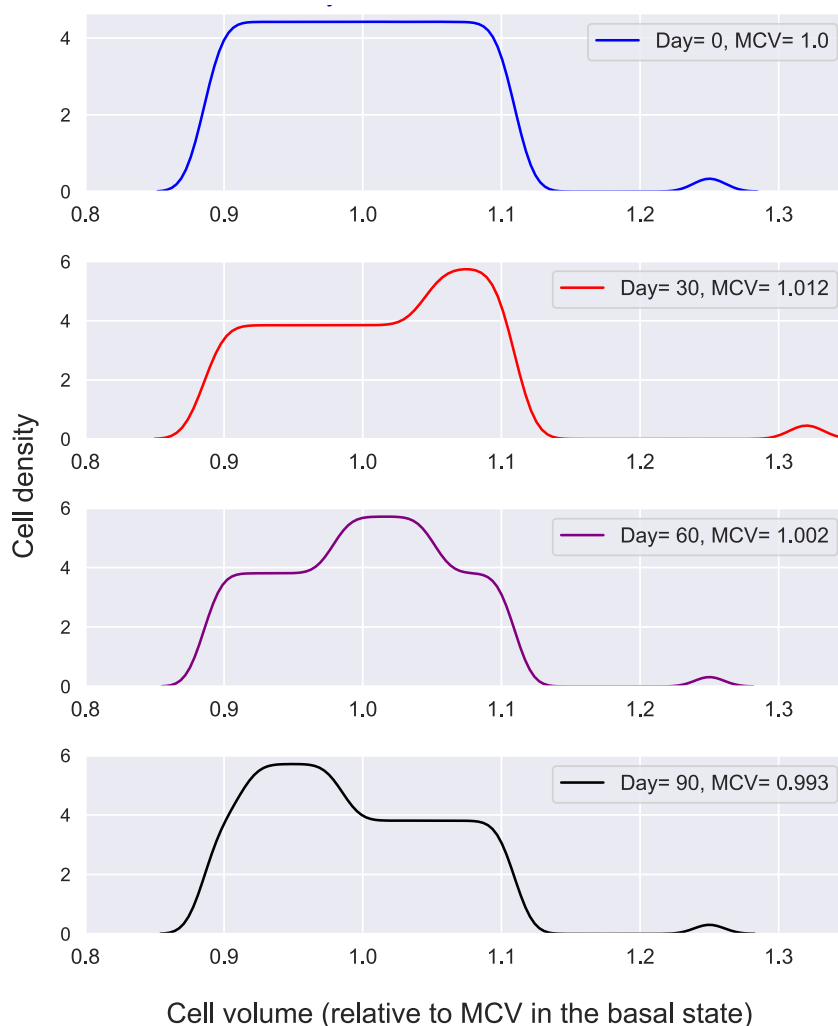 4
2
0
0.8 0.9 1.0 1.1 1.2 1.3
Day= 0, MCV= 1.0
6
4
2
0
0.8 0.9 1.0 1.1 1.2 1.3
Day= 30, MCV= 1.012
Cell density
6
4
2
0
0.8 0.9 1.0 1.1 1.2 1.3
Day= 60, MCV= 1.002
6
4
2
0
0.8 0.9 1.0 1.1 1.2 1.3
Day= 90, MCV= 0.993
Cell volume (relative to MCV in the basal state)